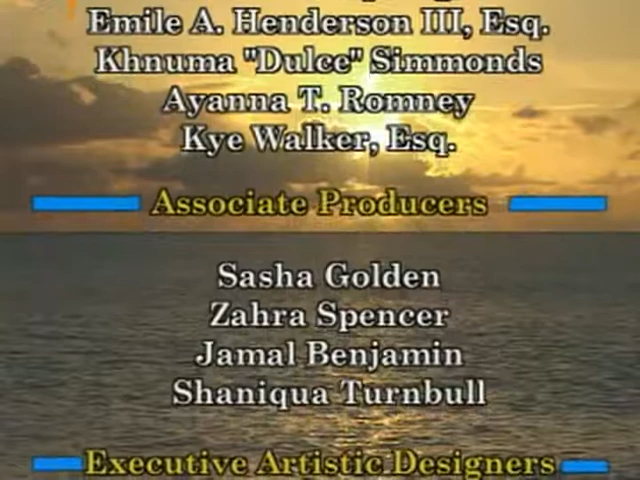 Emile A. Henderson III, Esq.
Khnuma "Dulce" Simmonds
Ayanna T. Romney
Kye Walker, Esq.
Associate Producers
Sasha Golden
Zahra Spencer
Jamal Benjamin
Shaniqua Turnbull
Executive Artistic Designers